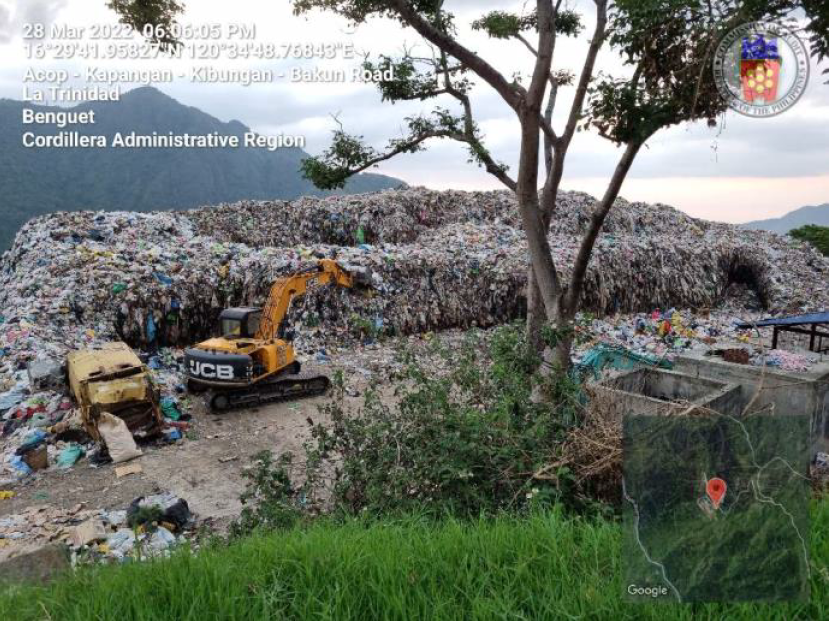 28 Mar 2022 06:06:05 PM
16°29'41.95827"N 120°34'48.76843"E
Acop - Kapangan - Kibungan - Bakun Road
La Trinidad
Benguet
Cordillera Administrative Region
JCB
Google